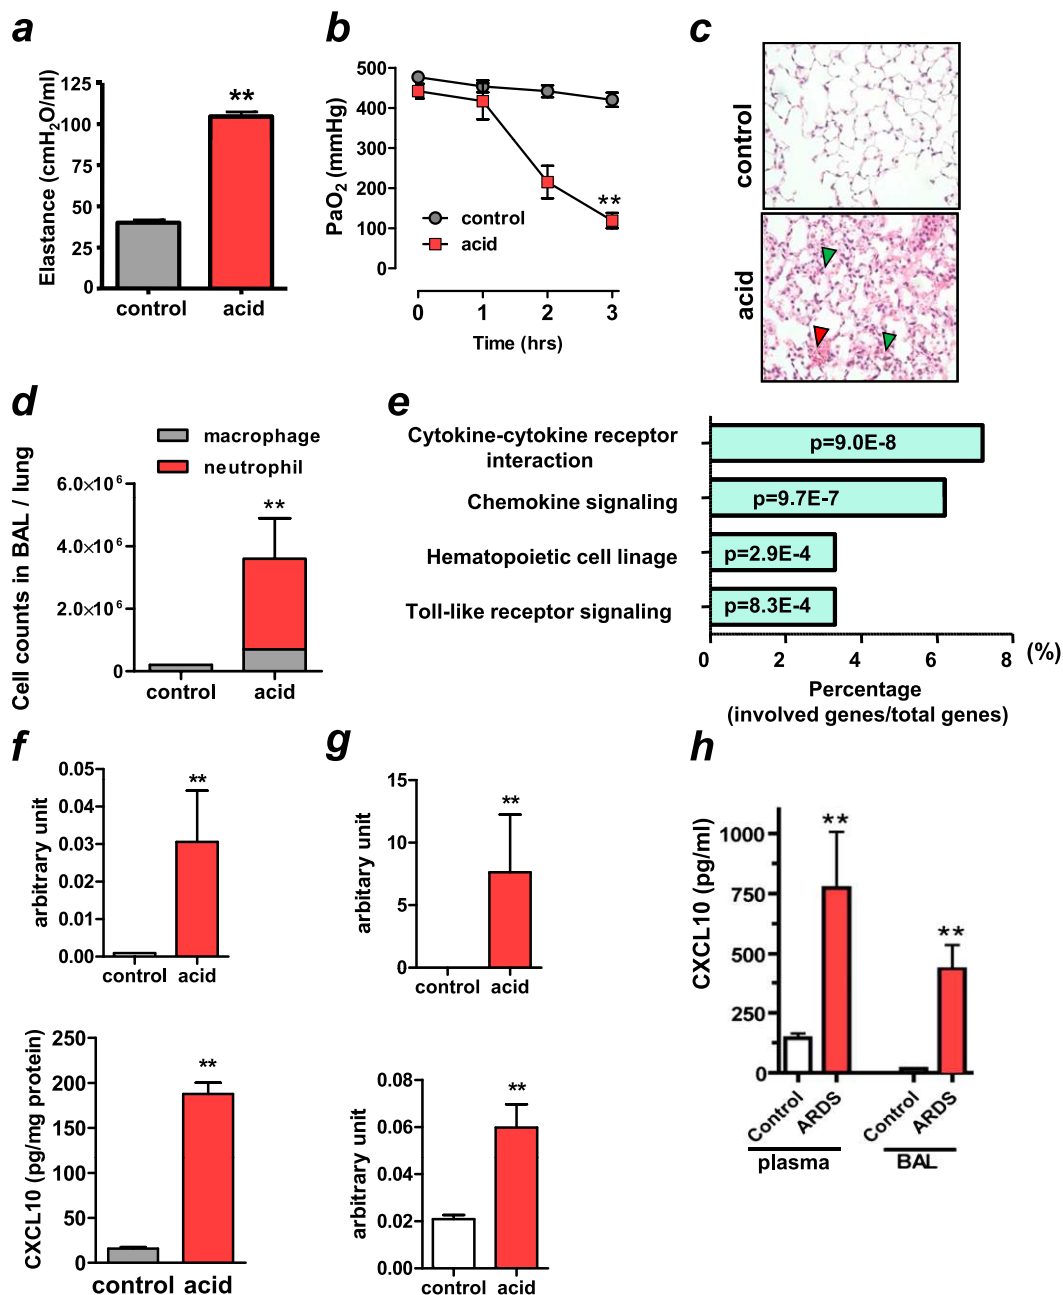 a
Elastance (cmH2O/ml)
125
100
75
50
25
0
**
control
acid
b
PaO2 (mmHg)
500
400
300
200
100
0
**
control
acid
0
1
2
3
Time (hrs)
c
control
acid
d
macrophage
neutrophil
Cell counts in BAL / lung
6.0×10^6
4.0×10^6
2.0×10^6
0
**
control
acid
e
Cytokine-cytokine receptor
interaction
p=9.0E-8
Chemokine signaling
p=9.7E-7
Hematopoietic cell linage
p=2.9E-4
Toll-like receptor signaling
p=8.3E-4
0
2
4
6
8
(%)
Percentage
(involved genes/total genes)
f
arbitrary unit
0.05
0.04
0.03
0.02
0.01
0.00
**
control
acid
CXCL10 (pg/mg protein)
250
200
150
100
50
0
**
control
acid
g
arbitary unit
15
10
5
0
**
control
acid
arbitrary unit
0.08
0.06
0.04
0.02
0.00
**
control
acid
h
CXCL10 (pg/ml)
1000
750
500
250
0
**
**
Control
ARDS
Control
ARDS
plasma
BAL